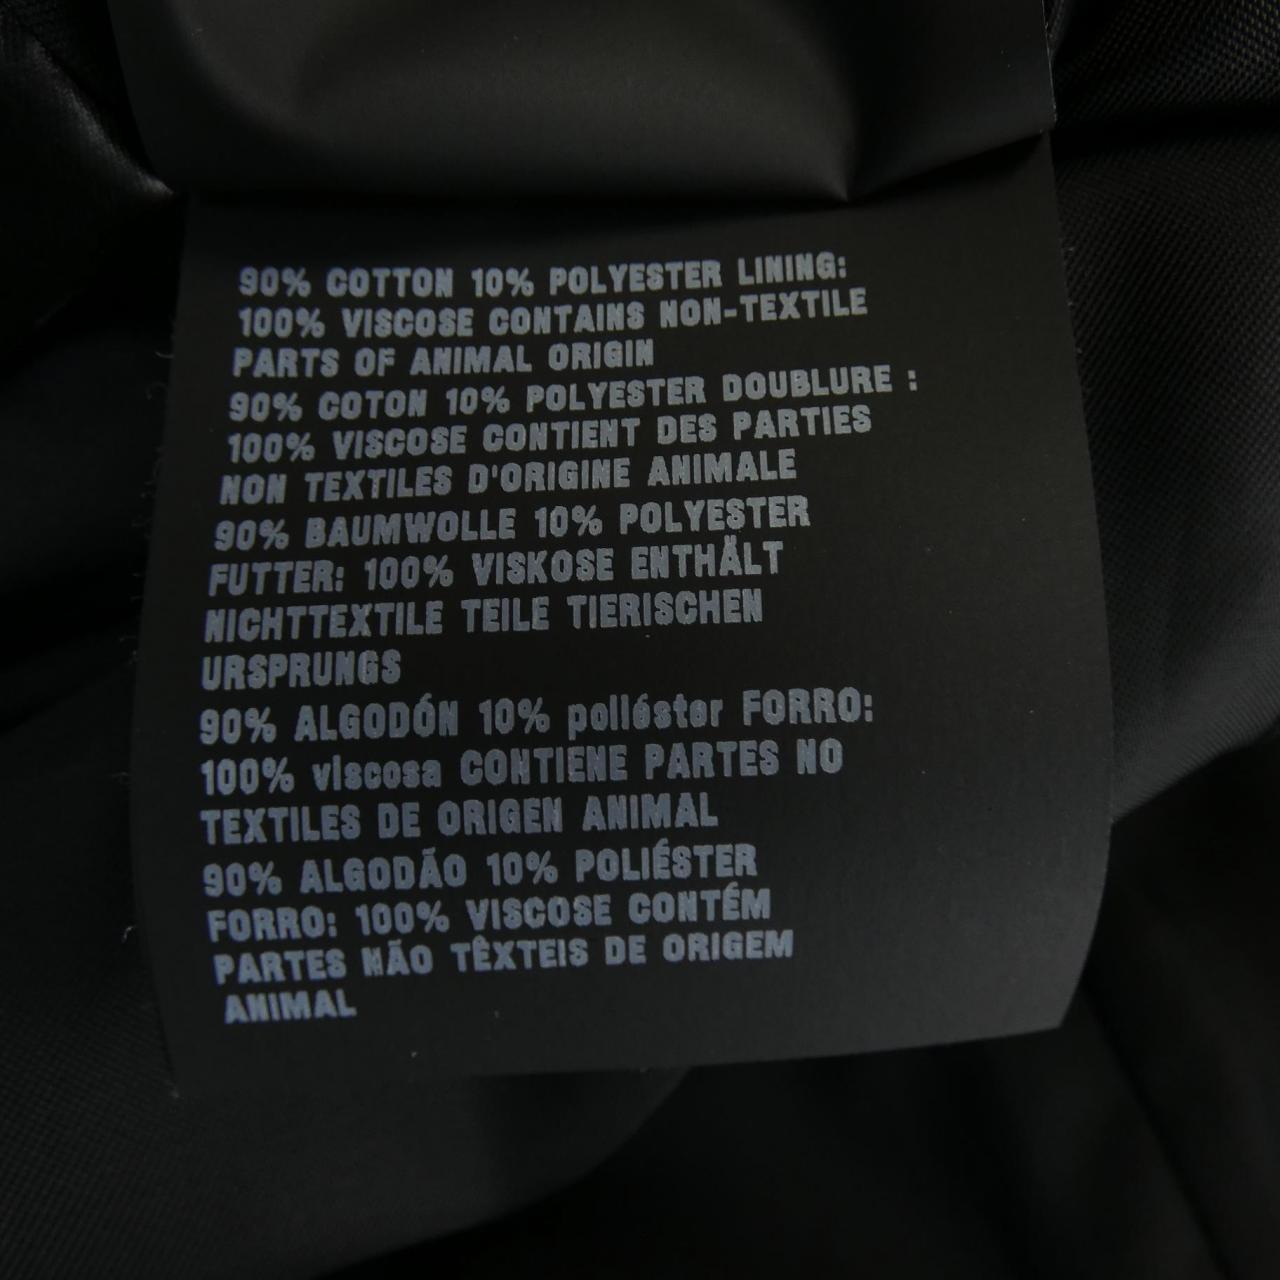 90% COTTON 10% POLYESTER LINING:
100% VISCOSE CONTAINS NON-TEXTILE
PARTS OF ANIMAL ORIGIN
90% COTON 10% POLYESTER DOUBLURE :
100% VISCOSE CONTIENT DES PARTIES
NON TEXTILES D'ORIGINE ANIMALE
90% BAUMWOLLE 10% POLYESTER
FUTTER: 100% VISKOSE ENTHÄLT
NICHTTEXTILE TEILE TIERISCHEN
URSPRUNGS
90% ALGODÓN 10% poliéster FORRO:
100% viscosa CONTIENE PARTES NO
TEXTILES DE ORIGEN ANIMAL
90% ALGODÃO 10% POLIÉSTER
FORRO: 100% VISCOSE CONTÉM
PARTES NÃO TÊXTEIS DE ORIGEM
ANIMAL